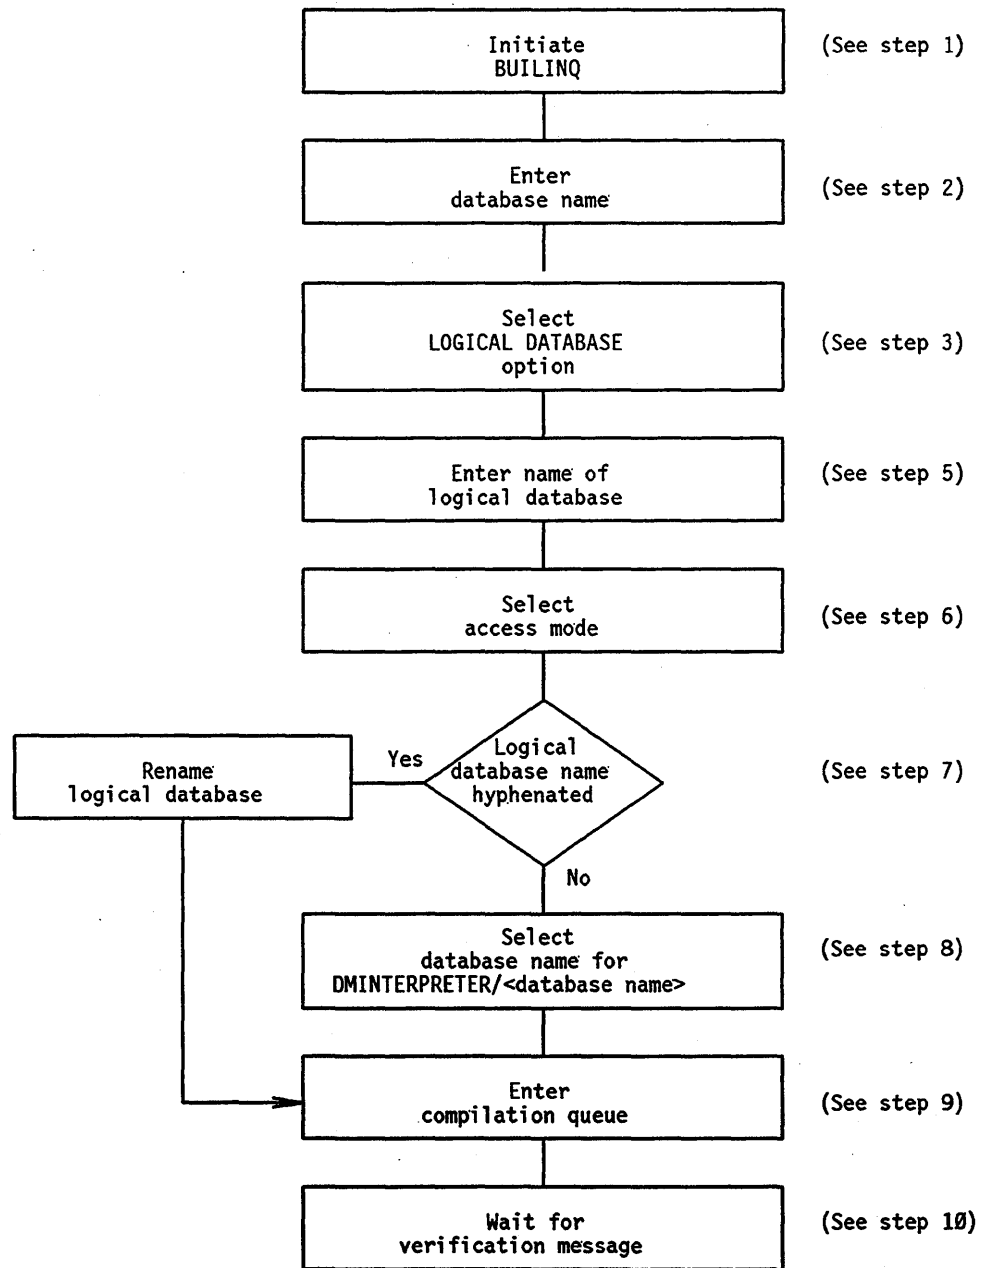 Initiate
BUILINQ
(See step 1)
Enter
database name
(See step 2)
Select
LOGICAL DATABASE
option
(See step 3)
Enter name of
logical database
(See step 5)
Select
access mode
(See step 6)
Logical
database name
hyphenated
(See step 7)
Yes
Rename
logical database
No
Select
database name for
DMINTERPRETER/<database name>
(See step 8)
Enter
compilation queue
(See step 9)
Wait for
verification message
(See step 10)